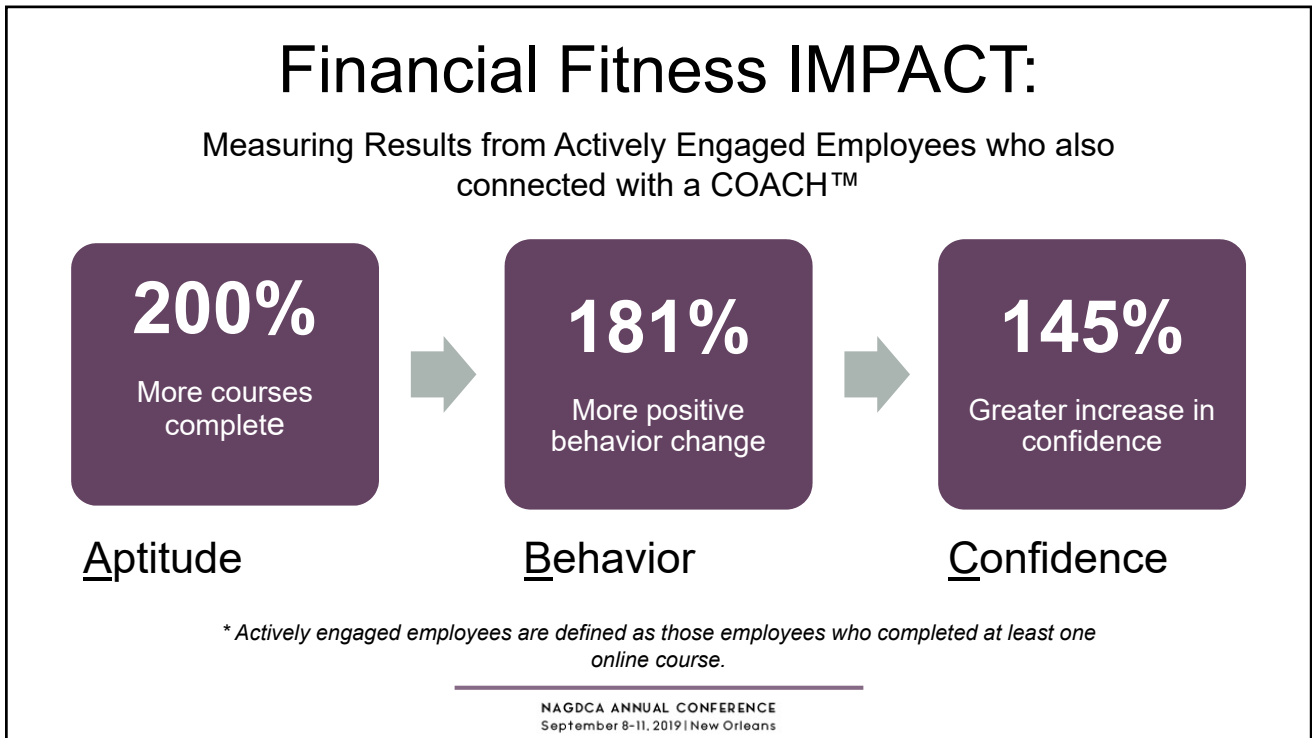 Financial Fitness IMPACT:
Measuring Results from Actively Engaged Employees who also
connected with a COACH™
200%
More courses
complete
181%
More positive
behavior change
145%
Greater increase in
confidence
Aptitude
Behavior
Confidence
* Actively engaged employees are defined as those employees who completed at least one
online course.
NAGDCA ANNUAL CONFERENCE
September 8-11, 2019 | New Orleans